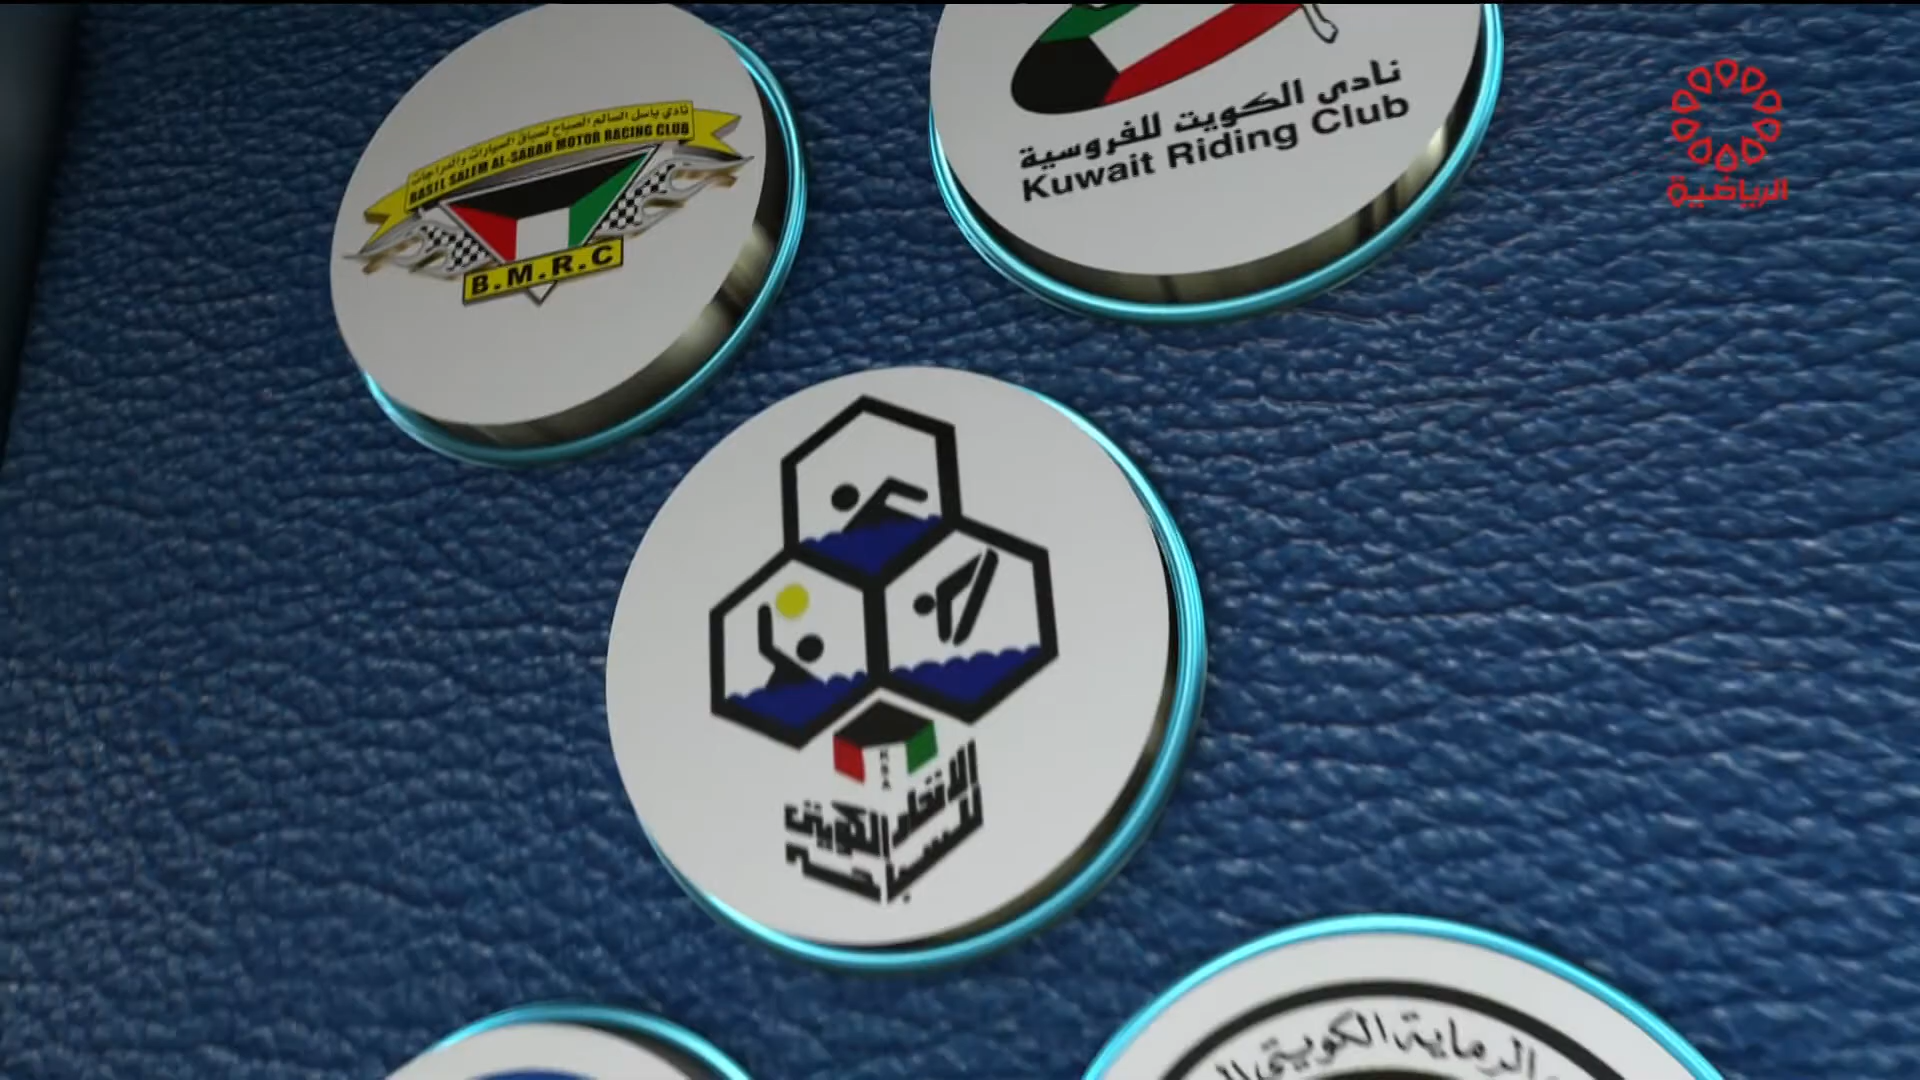 نادي باسل السالم الصباح لسباق السيارات والدراجات
BASIL SALEM AL-SABAH MOTOR RACING CLUB
B.M.R.C
نادي الكويت للفروسية
Kuwait Riding Club
الرياضية
الاتحاد الكويتي
للسباحة
الرماية الكويتي